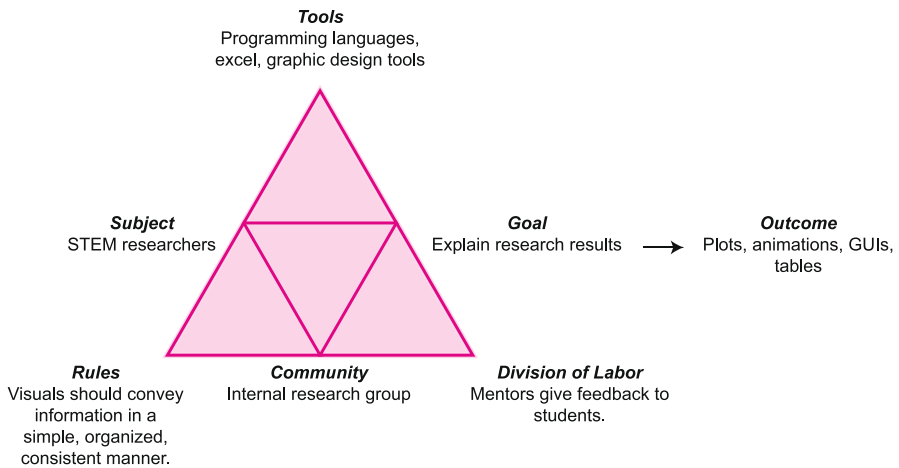 Tools
Programming languages,
excel, graphic design tools
Subject
STEM researchers
Goal
Explain research results
Outcome
Plots, animations, GUIs,
tables
Rules
Visuals should convey
information in a
simple, organized,
consistent manner.
Community
Internal research group
Division of Labor
Mentors give feedback to
students.